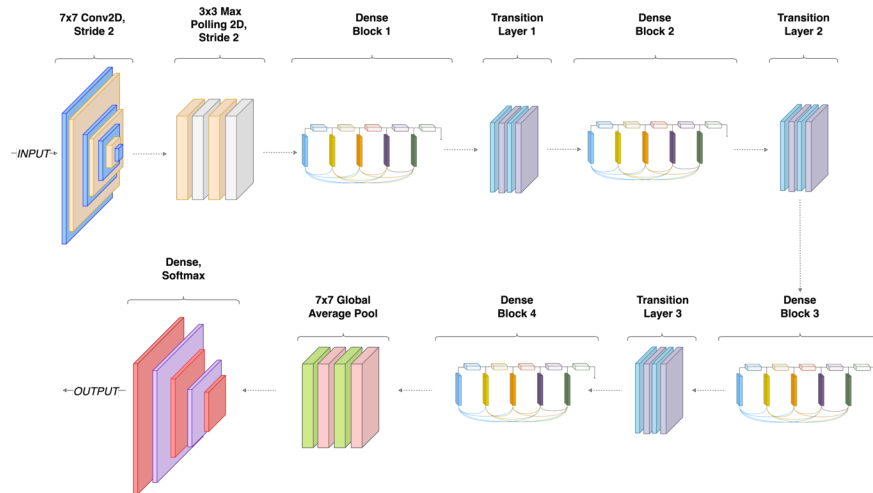 7x7 Conv2D,
Stride 2
3x3 Max
Polling 2D,
Stride 2
Dense
Block 1
Transition
Layer 1
Dense
Block 2
Transition
Layer 2
INPUT
Dense,
Softmax
7x7 Global
Average Pool
Dense
Block 4
Transition
Layer 3
Dense
Block 3
OUTPUT